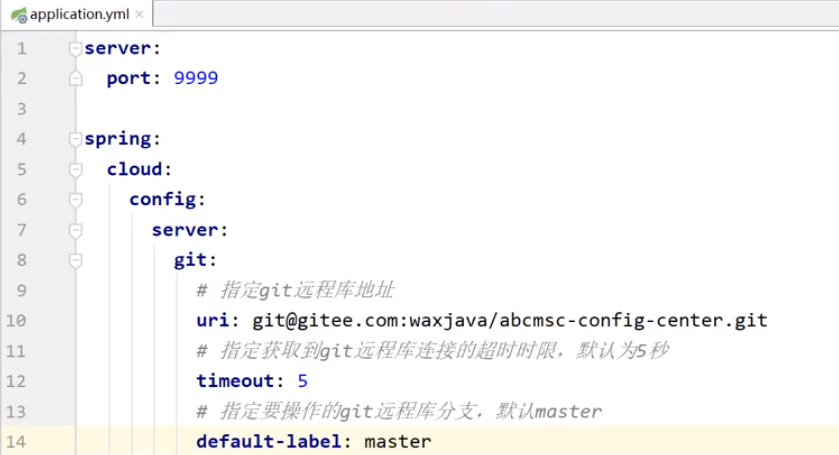 application.yml
1 server:
2 port: 9999
3
4 spring:
5 cloud:
6 config:
7 server:
8 git:
9 # 指定git远程库地址
10 uri: git@gitee.com:waxjava/abcmsc-config-center.git
11 # 指定获取到git远程库连接的超时时限，默认为5秒
12 timeout: 5
13 # 指定要操作的git远程库分支，默认master
14 default-label: master